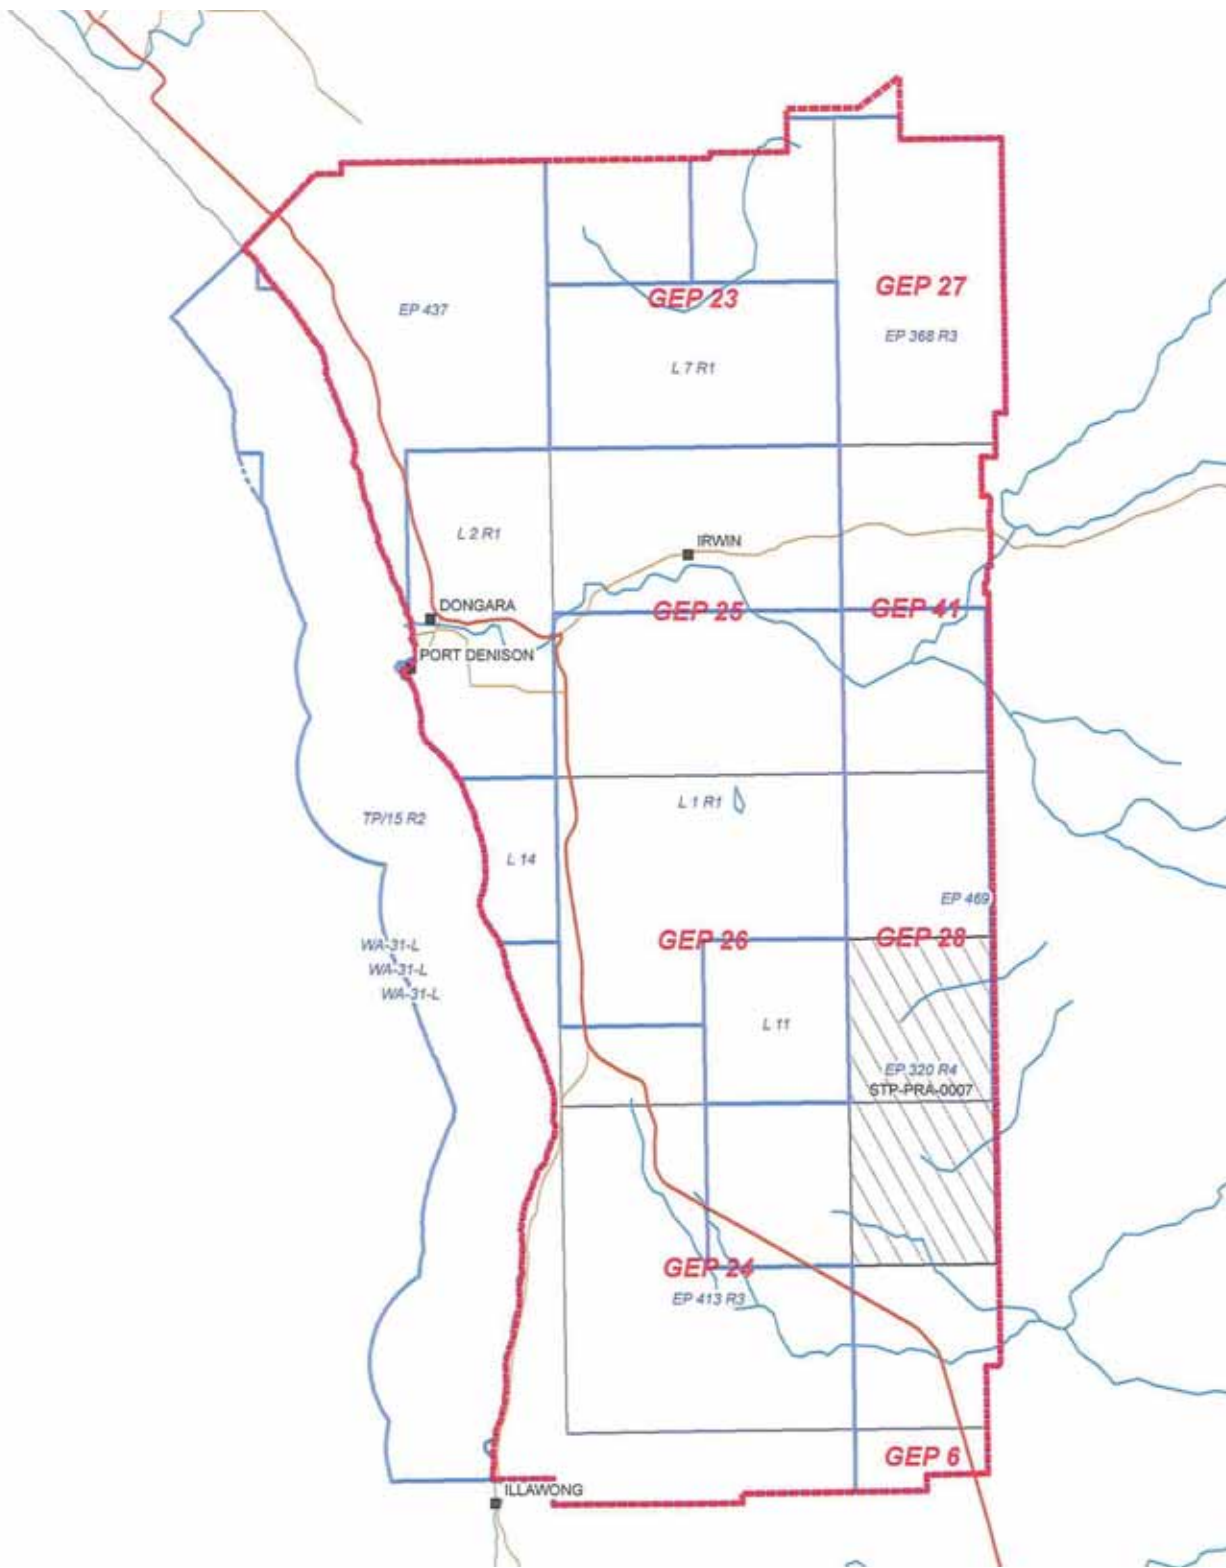 GEP 27
GEP 23
EP 437
EP 368 R3
L 7 R1
L 2 R1
IRWIN
DONGARA
GEP 25
GEP 41
PORT DENISON
L 1 R1
TP/15 R2
L 14
EP 469
GEP 26
GEP 28
WA-31-L
WA-31-L
WA-31-L
L 11
EP 320 R4
STP-PRA-0007
GEP 24
EP 413 R3
GEP 6
ILLAWONG